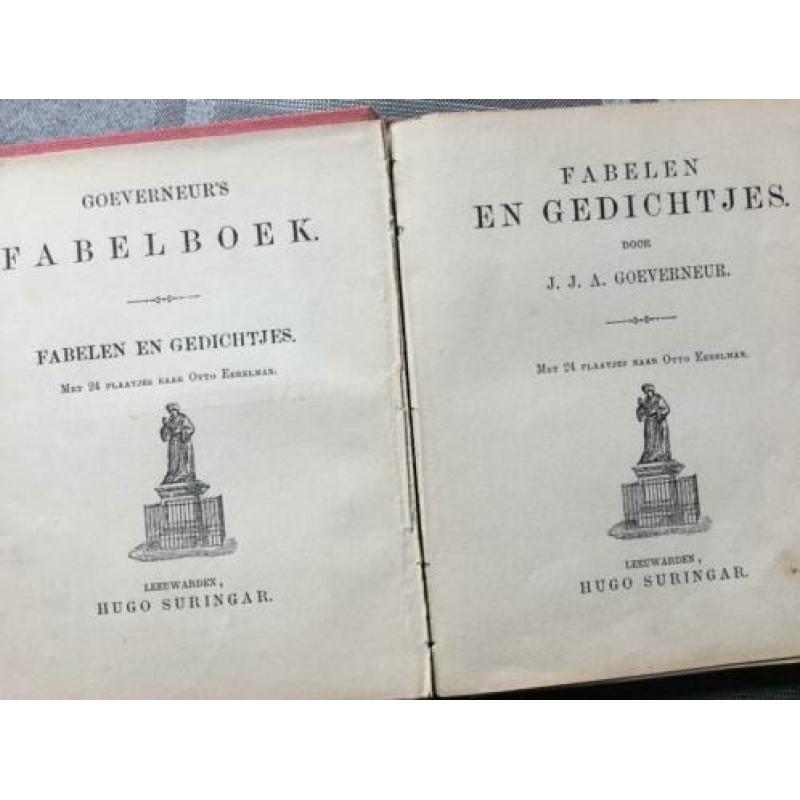 GOEVERNEUR'S
FABELBOEK.
FABELEN EN GEDICHTJES.
MET 24 PLAATJES NAAR OTTO EERELMAN.
LEEUWARDEN,
HUGO SURINGAR.
FABELEN
EN GEDICHTJES.
DOOR
J. J. A. GOEVERNEUR.
MET 24 PLAATJES NAAR OTTO EERELMAN.
LEEUWARDEN,
HUGO SURINGAR.